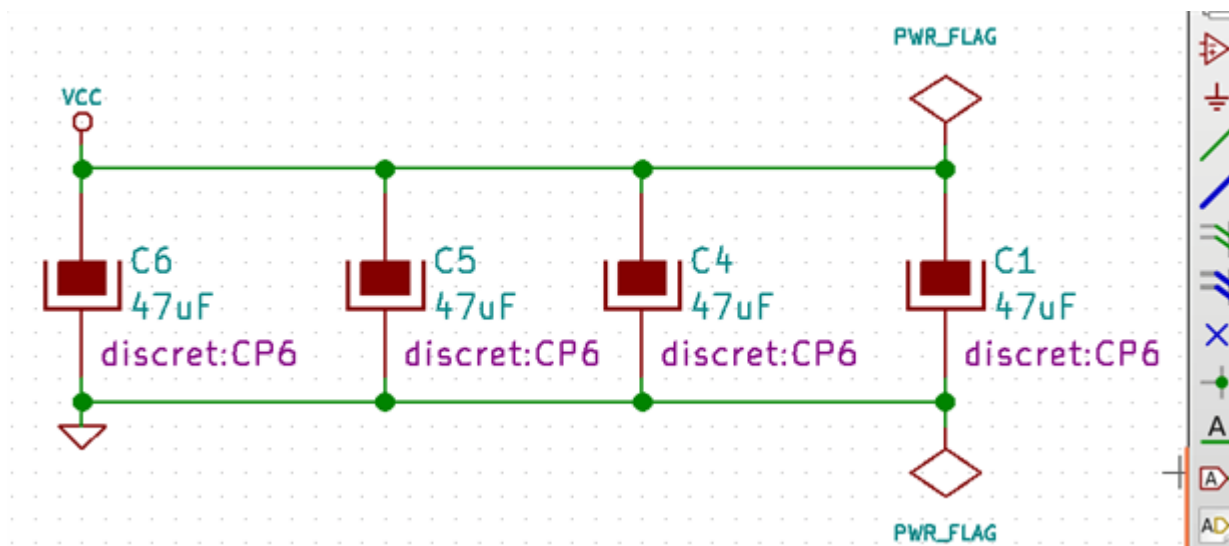 PWR_FLAG
VCC
C6
47uF
discret:CP6
C5
47uF
discret:CP6
C4
47uF
discret:CP6
C1
47uF
discret:CP6
PWR_FLAG
A
A
AD